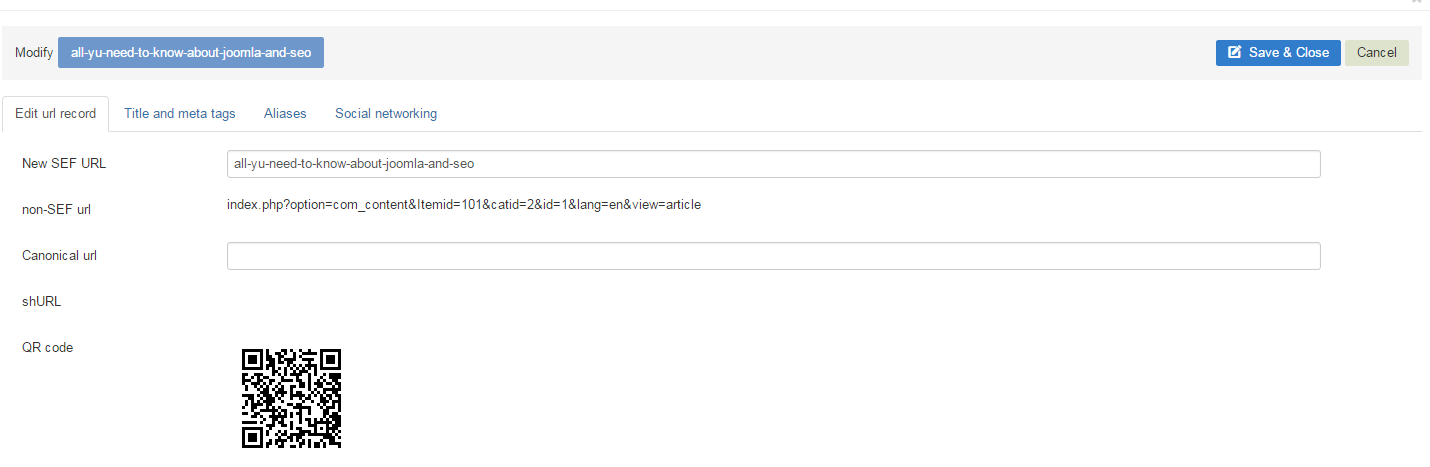 Modify all-yu-need-to-know-about-joomla-and-seo Save & Close Cancel
Edit url record Title and meta tags Aliases Social networking
New SEF URL all-yu-need-to-know-about-joomla-and-seo
non-SEF url index.php?option=com_content&Itemid=101&catid=2&id=1&lang=en&view=article
Canonical url
shURL
QR code